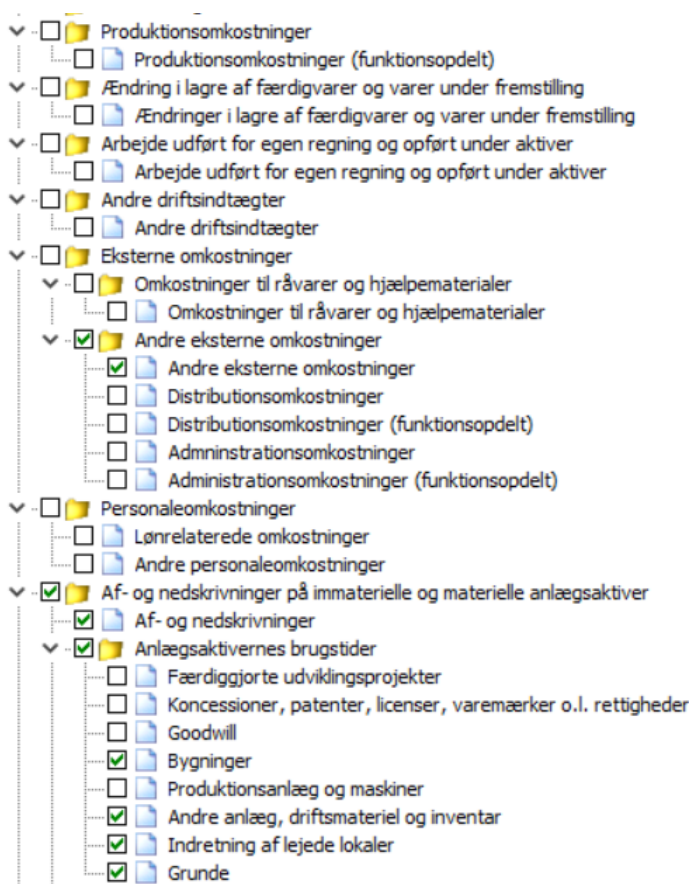 Produktionsomkostninger
Produktionsomkostninger (funktionsopdelt)
Ændring i lagre af færdigvarer og varer under fremstilling
Ændringer i lagre af færdigvarer og varer under fremstilling
Arbejde udført for egen regning og opført under aktiver
Arbejde udført for egen regning og opført under aktiver
Andre driftsindtægter
Andre driftsindtægter
Eksterne omkostninger
Omkostninger til råvarer og hjælpematerialer
Omkostninger til råvarer og hjælpematerialer
Andre eksterne omkostninger
Andre eksterne omkostninger
Distributionsomkostninger
Distributionsomkostninger (funktionsopdelt)
Admninstrationsomkostninger
Administrationsomkostninger (funktionsopdelt)
Personaleomkostninger
Lønrelaterede omkostninger
Andre personaleomkostninger
Af- og nedskrivninger på immaterielle og materielle anlægsaktiver
Af- og nedskrivninger
Anlægsaktivernes brugstider
Færdiggjorte udviklingsprojekter
Koncessioner, patenter, licenser, varemærker o.l. rettigheder
Goodwill
Bygninger
Produktionsanlæg og maskiner
Andre anlæg, driftsmateriel og inventar
Indretning af lejede lokaler
Grunde